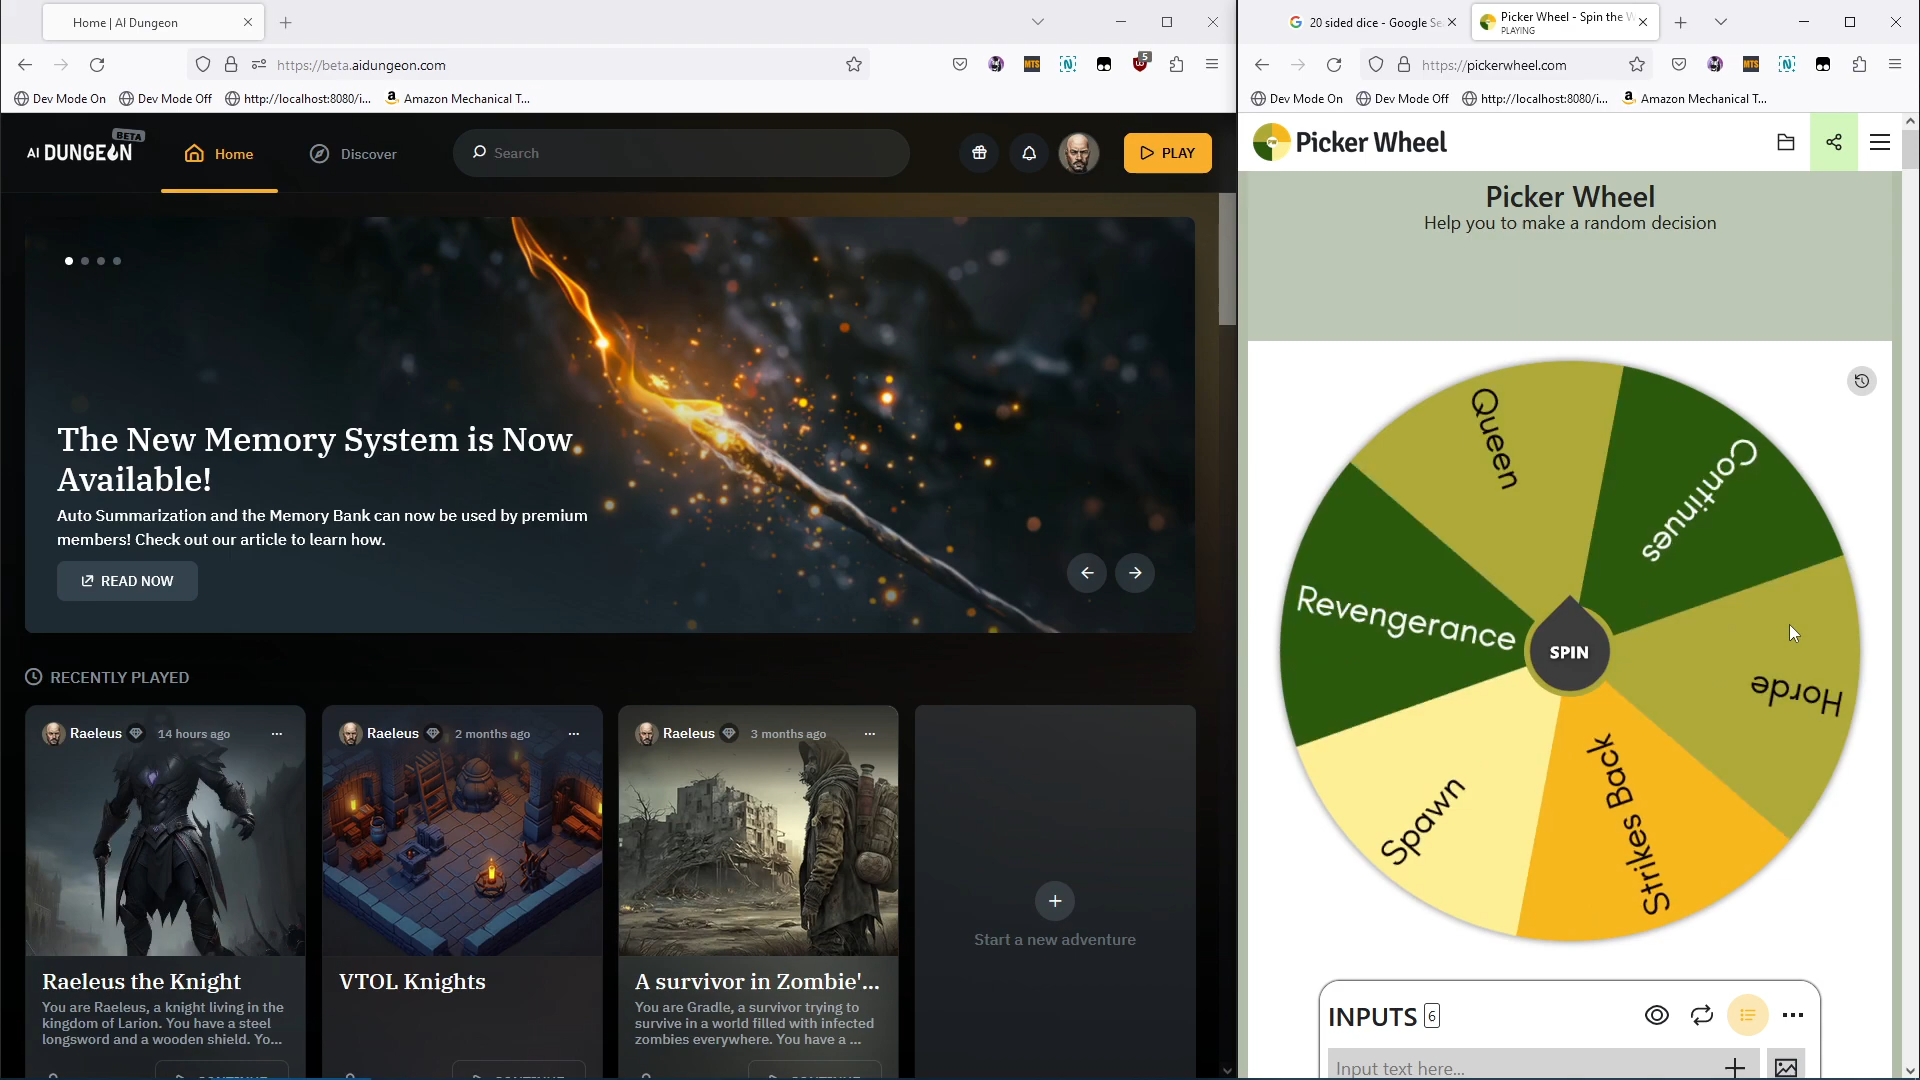 Home | AI Dungeon
https://beta.aidungeon.com
Dev Mode On
Dev Mode Off
http://localhost:8080/i...
Amazon Mechanical T...
AI DUNGEON
BETA
Home
Discover
Search
PLAY
The New Memory System is Now
Available!
Auto Summarization and the Memory Bank can now be used by premium
members! Check out our article to learn how.
READ NOW
RECENTLY PLAYED
Raeleus
14 hours ago
Raeleus the Knight
You are Raeleus, a knight living in the
kingdom of Larion. You have a steel
longsword and a wooden shield. Yo...
Raeleus
2 months ago
VTOL Knights
Raeleus
3 months ago
A survivor in Zombie'...
You are Gradle, a survivor trying to
survive in a world filled with infected
zombies everywhere. You have a ...
Start a new adventure
20 sided dice - Google Se
Picker Wheel - Spin the W
PLAYING
https://pickerwheel.com
Dev Mode On
Dev Mode Off
http://localhost:8080/i...
Amazon Mechanical T...
MTS
5
MTS
PW
Picker Wheel
Picker Wheel
Help you to make a random decision
Queen
Continues
Horde
Strikes Back
Spawn
Revengerance
SPIN
INPUTS 6
Input text here...